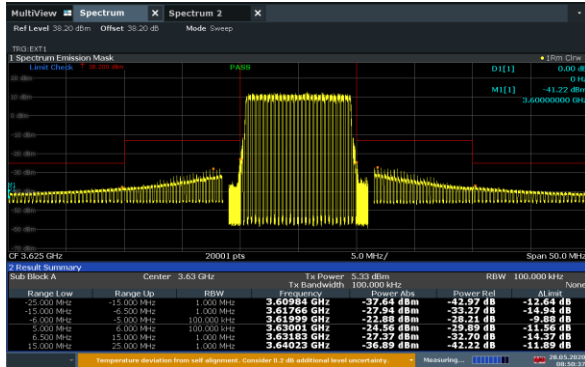 MultiView Spectrum X Spectrum 2 X
Ref Level 38.20 dBm Offset 38.20 dB Mode Sweep
TRG:EXT1
1 Spectrum Emission Mask 1Rm Clrw
Limit Check PASS D1[1] 0.00 dB
0 Hz
M1[1] -41.22 dBm
3.60000000 GHz
CF 3.625 GHz 20001 pts 5.0 MHz/ Span 50.0 MHz
2 Result Summary
Sub Block A Center 3.63 GHz Tx Power 5.33 dBm RBW 100.000 kHz
Tx Bandwidth 100.000 kHz None
Range Low Range Up RBW Frequency Power Abs Power Rel ΔLimit
-25.000 MHz -15.000 MHz 1.000 MHz 3.60984 GHz -37.64 dBm -42.97 dB -12.64 dB
-15.000 MHz -6.500 MHz 1.000 MHz 3.61766 GHz -27.94 dBm -33.27 dB -14.94 dB
-6.000 MHz -5.000 MHz 100.000 kHz 3.61999 GHz -22.88 dBm -28.21 dB -9.88 dB
5.000 MHz 6.000 MHz 100.000 kHz 3.63001 GHz -24.56 dBm -29.89 dB -11.56 dB
6.500 MHz 15.000 MHz 1.000 MHz 3.63183 GHz -27.37 dBm -32.70 dB -14.37 dB
15.000 MHz 25.000 MHz 1.000 MHz 3.64023 GHz -36.89 dBm -42.22 dB -11.89 dB
Temperature deviation from self alignment. Consider 0.2 dB additional level uncertainty. Measuring... 28.05.2020
08:50:37